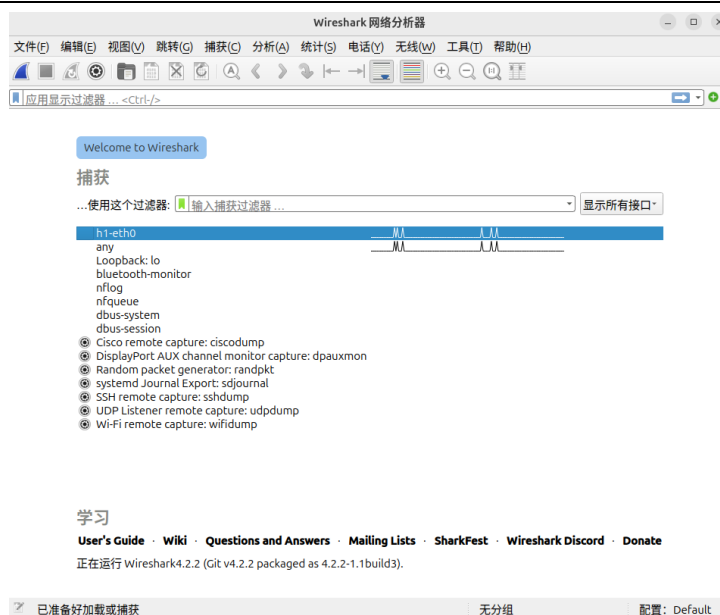 Wireshark 网络分析器
文件(F) 编辑(E) 视图(V) 跳转(G) 捕获(C) 分析(A) 统计(S) 电话(Y) 无线(W) 工具(T) 帮助(H)
应用显示过滤器 … <Ctrl-/>
Welcome to Wireshark
捕获
…使用这个过滤器: 输入捕获过滤器 … 显示所有接口
h1-eth0
any
Loopback: lo
bluetooth-monitor
nflog
nfqueue
dbus-system
dbus-session
Cisco remote capture: ciscodump
DisplayPort AUX channel monitor capture: dpauxmon
Random packet generator: randpkt
systemd Journal Export: sdjournal
SSH remote capture: sshdump
UDP Listener remote capture: udpdump
Wi-Fi remote capture: wifidump
学习
User's Guide · Wiki · Questions and Answers · Mailing Lists · SharkFest · Wireshark Discord · Donate
正在运行 Wireshark4.2.2 (Git v4.2.2 packaged as 4.2.2-1.1build3).
已准备好加载或捕获 无分组 配置: Default